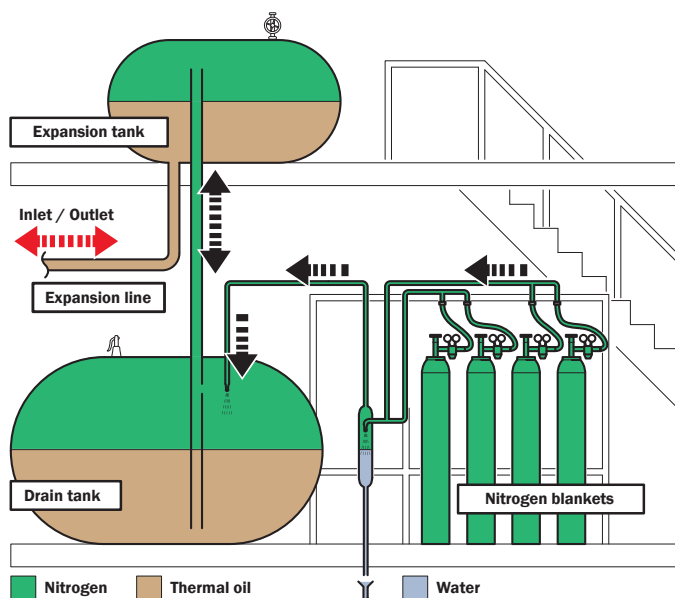 Expansion tank
Inlet / Outlet
Expansion line
Drain tank
Nitrogen blankets
Nitrogen
Thermal oil
Water